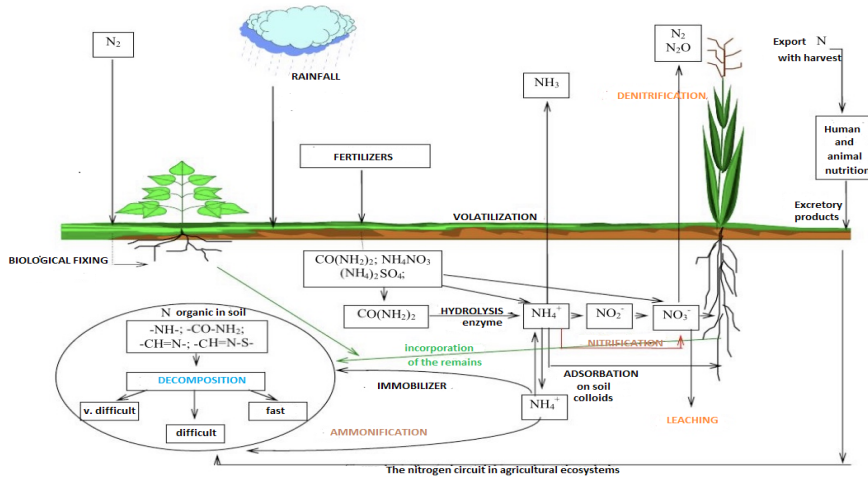 N₂
RAINFALL
N₂
N₂O
Export N
with harvest
NH₃
DENITRIFICATION
Human
and
animal
nutrition
FERTILIZERS
Excretory
products
VOLATILIZATION
BIOLOGICAL FIXING
CO(NH₂)₂; NH₄NO₃
(NH₄)₂SO₄;
CO(NH₂)₂
HYDROLYSIS
enzyme
NH₄⁺
NO₂⁻
NO₃⁻
N organic in soil
-NH-; -CO-NH₂;
-CH=N-; -CH=N-S-
incorporation
of the remains
NITRIFICATION
ADSORBATION
on soil
colloids
DECOMPOSITION
IMMOBILIZER
v. difficult
fast
difficult
NH₄⁺
AMMONIFICATION
LEACHING
The nitrogen circuit in agricultural ecosystems